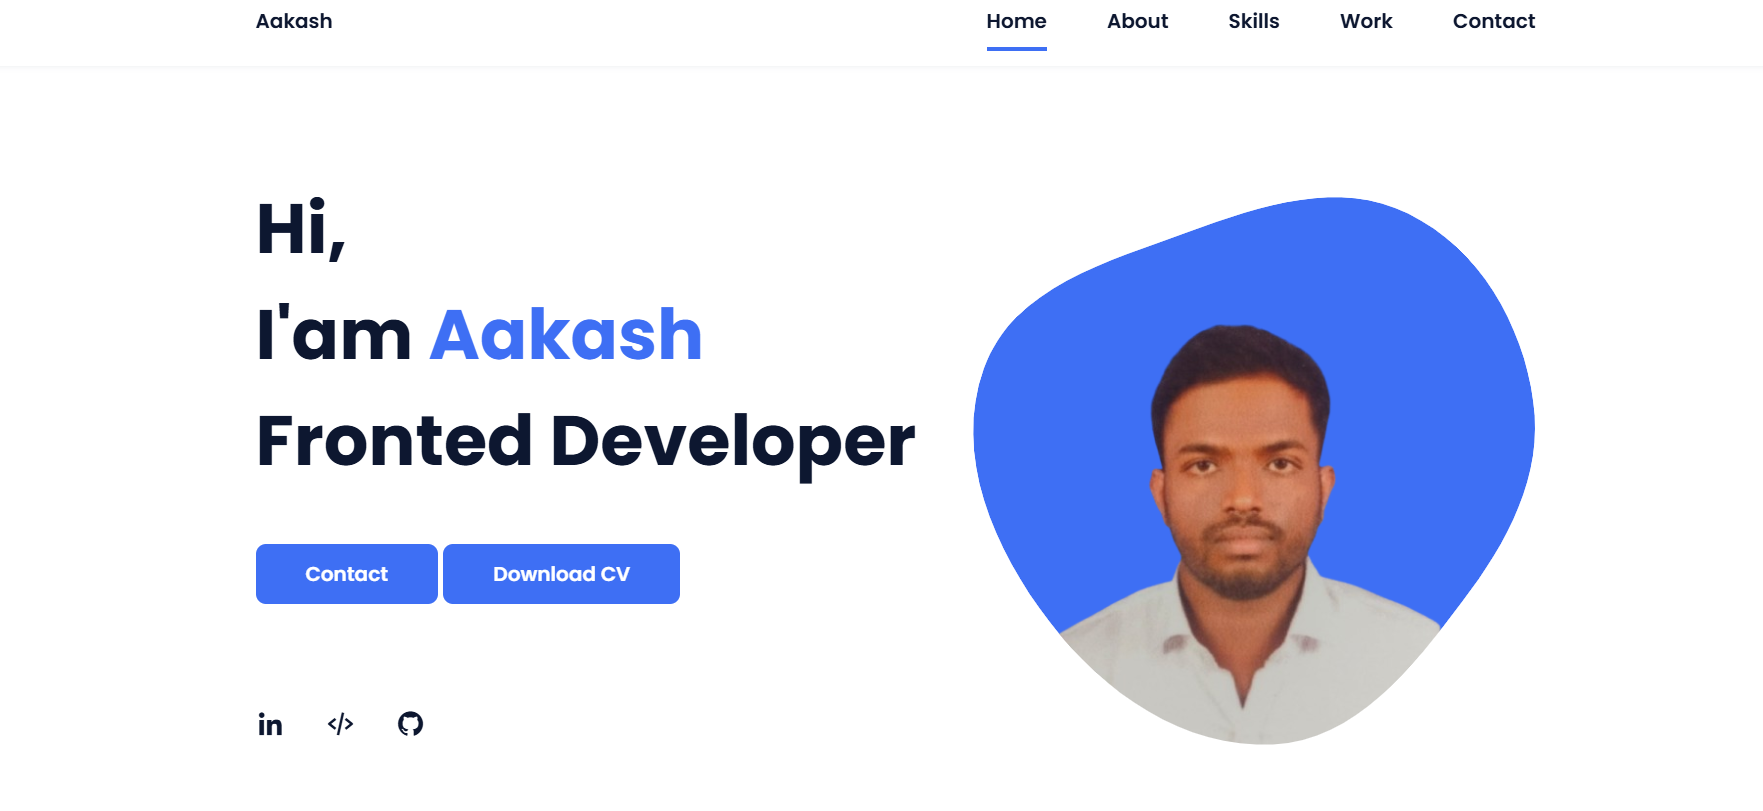 Aakash
Home About Skills Work Contact
Hi,
I'am Aakash
Fronted Developer
Contact Download CV
in </>